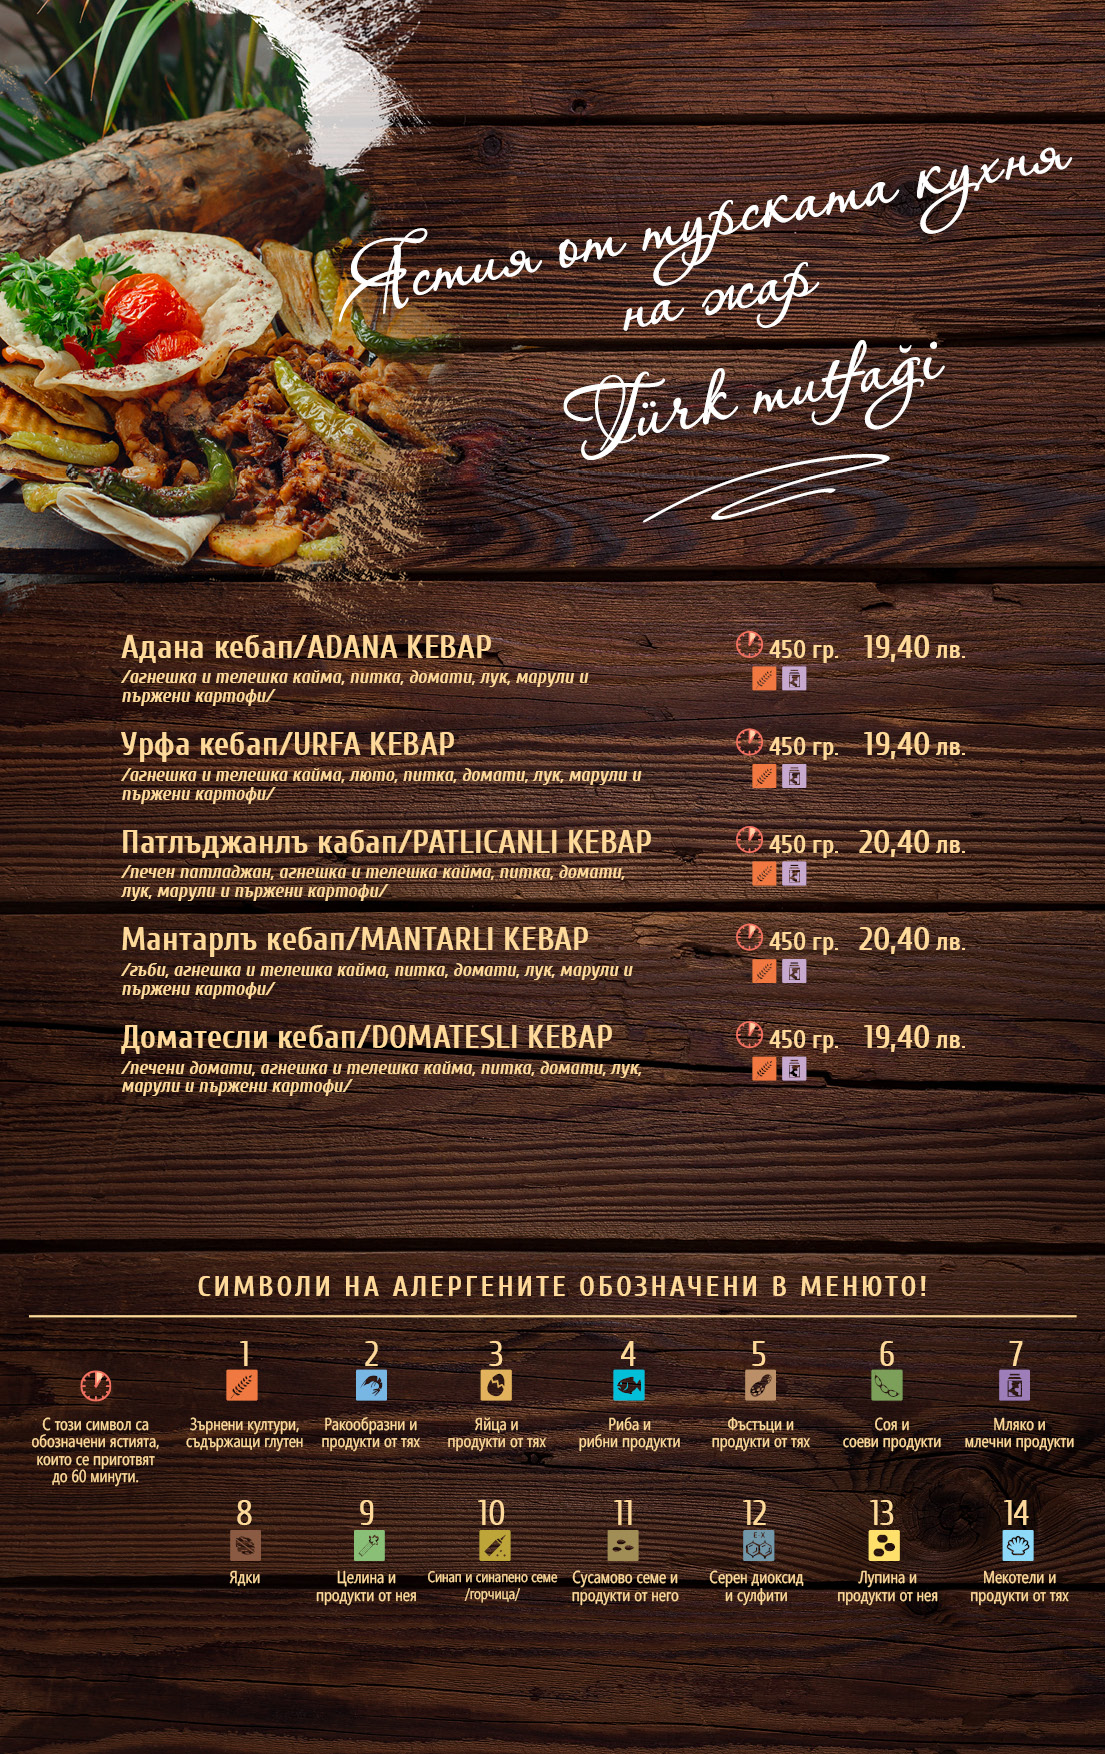 Ястия от турската кухня
на жар
Türk mutfaği
Адана кебап/ADANA KEBAP 450 гр. 19,40 лв.
/агнешка и телешка кайма, питка, домати, лук, марули и
пържени картофи/
Урфа кебап/URFA KEBAP 450 гр. 19,40 лв.
/агнешка и телешка кайма, люто, питка, домати, лук, марули и
пържени картофи/
Патлъджанлъ кабап/PATLICANLI KEBAP 450 гр. 20,40 лв.
/печен патладжан, агнешка и телешка кайма, питка, домати,
лук, марули и пържени картофи/
Мантарлъ кебап/MANTARLI KEBAP 450 гр. 20,40 лв.
/гъби, агнешка и телешка кайма, питка, домати, лук, марули и
пържени картофи/
Доматесли кебап/DOMATESLI KEBAP 450 гр. 19,40 лв.
/печени домати, агнешка и телешка кайма, питка, домати, лук,
марули и пържени картофи/
СИМВОЛИ НА АЛЕРГЕНИТЕ ОБОЗНАЧЕНИ В МЕНЮТО!
С този символ са
обозначени ястията,
които се приготвят
до 60 минути.
1
Зърнени култури,
съдържащи глутен
2
Ракообразни и
продукти от тях
3
Яйца и
продукти от тях
4
Риба и
рибни продукти
5
Фъстъци и
продукти от тях
6
Соя и
соеви продукти
7
Мляко и
млечни продукти
8
Ядки
9
Целина и
продукти от нея
10
Синап и синапено семе
/горчица/
11
Сусамово семе и
продукти от него
12
E-X
Серен диоксид
и сулфити
13
Лупина и
продукти от нея
14
Мекотели и
продукти от тях